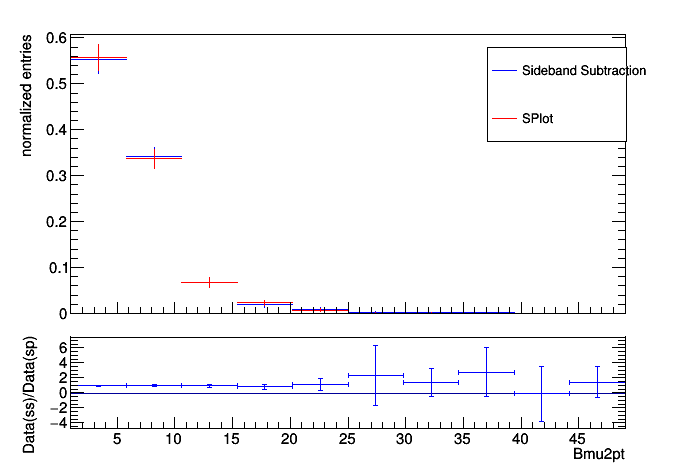 normalized entries
0.6
0.5
0.4
0.3
0.2
0.1
0
Sideband Subtraction
SPlot
Data(ss)/Data(sp)
6
4
2
0
−2
−4
5 10 15 20 25 30 35 40 45
Bmu2pt